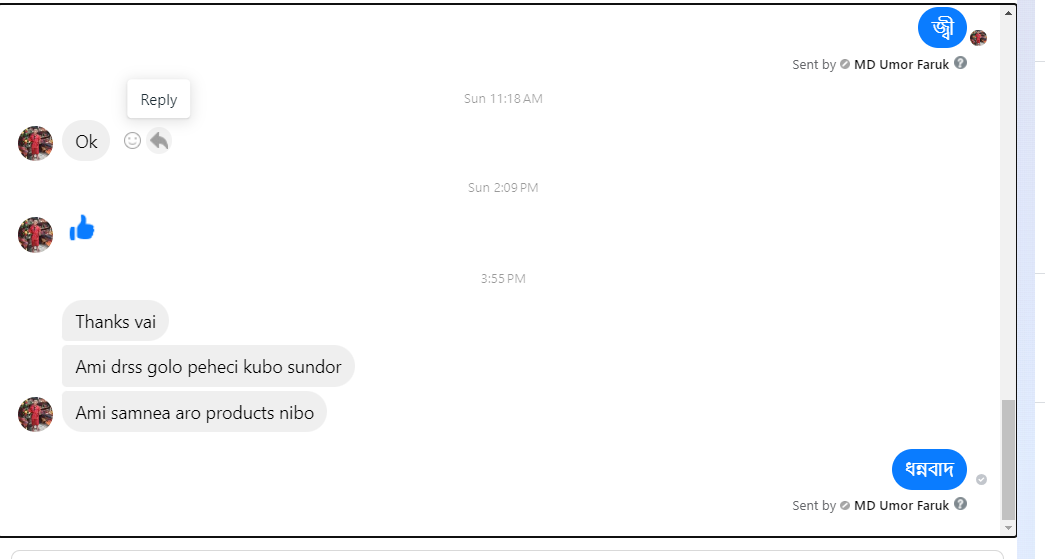 জ্বী
Sent by MD Umor Faruk
Sun 11:18 AM
Reply
Ok
Sun 2:09 PM
3:55 PM
Thanks vai
Ami drss golo peheci kubo sundor
Ami samnea aro products nibo
ধন্নবাদ
Sent by MD Umor Faruk